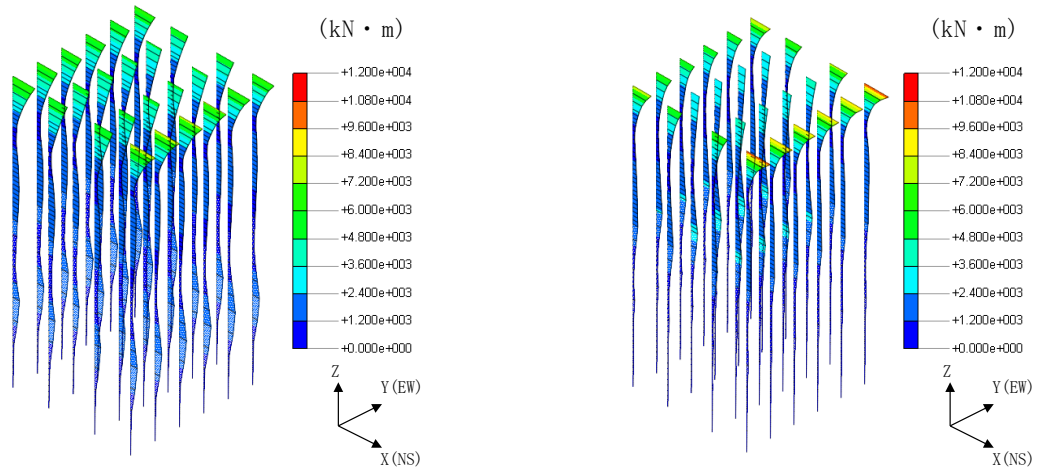 (kN・m)
+1.200e+004
+1.080e+004
+9.600e+003
+8.400e+003
+7.200e+003
+6.000e+003
+4.800e+003
+3.600e+003
+2.400e+003
+1.200e+003
+0.000e+000
Z
Y(EW)
X(NS)
(kN・m)
+1.200e+004
+1.080e+004
+9.600e+003
+8.400e+003
+7.200e+003
+6.000e+003
+4.800e+003
+3.600e+003
+2.400e+003
+1.200e+003
+0.000e+000
Z
Y(EW)
X(NS)